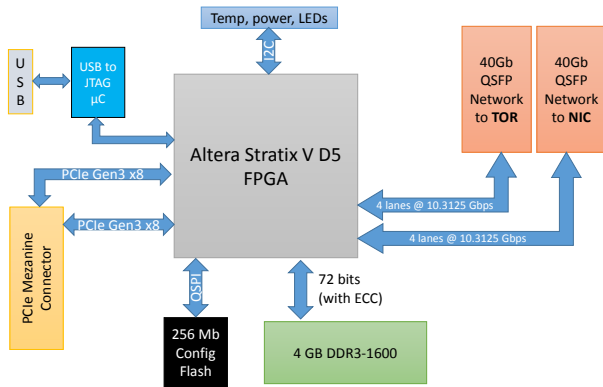 Temp, power, LEDs
I2C
U
S
B
USB to
JTAG
µC
40Gb
QSFP
Network
to TOR
40Gb
QSFP
Network
to NIC
Altera Stratix V D5
FPGA
PCIe Gen3 x8
PCIe Gen3 x8
4 lanes @ 10.3125 Gbps
4 lanes @ 10.3125 Gbps
PCIe Mezanine
Connector
QSPI
72 bits
(with ECC)
256 Mb
Config
Flash
4 GB DDR3-1600